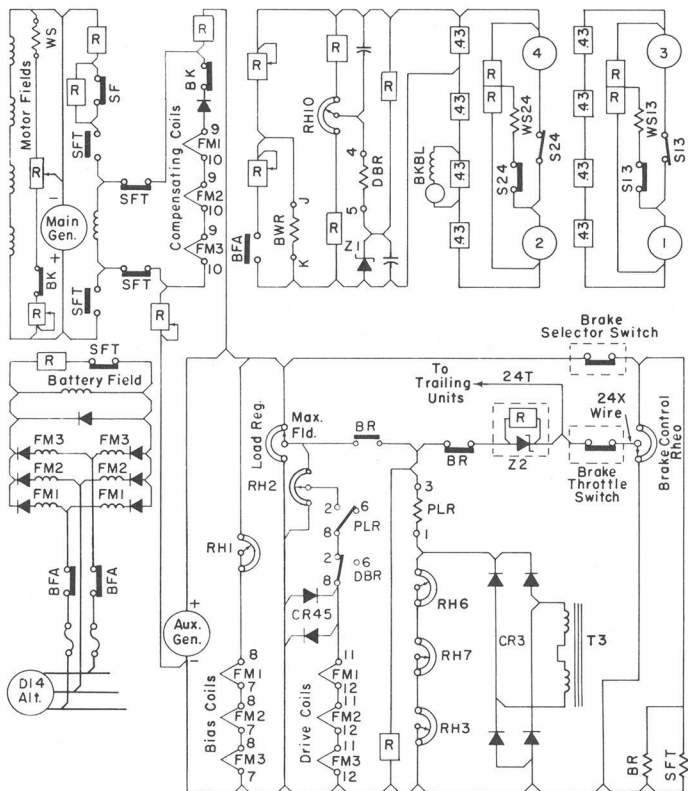 R
WS
Motor Fields
R
SF
R
R
BK
SFT
SFT
Compensating Coils
9
FM1
10
9
FM2
10
9
FM3
10
R
-
Main Gen.
+
SFT
BK
SFT
R
R
R
R
BFA
J
BWR
K
R
RH10
R
4
DBR
5
Z1
R
.43
.43
BKBL
.43
.43
4
R
R
WS24
S24
S24
2
.43
.43
.43
.43
3
R
R
WS13
S13
S13
1
R
SFT
Battery Field
FM3
FM3
FM2
FM2
FM1
FM1
BFA
BFA
D14 Alt.
+
Aux. Gen.
-
RH1
8
FM1
7
8
FM2
7
8
FM3
7
Bias Coils
Load Reg.
Max. Fld.
RH2
BR
2
6
PLR
8
2
6
DBR
8
CR45
11
FM1
12
11
FM2
12
11
FM3
12
Drive Coils
R
BR
3
PLR
1
RH6
RH7
RH3
CR3
T3
To Trailing Units
24T
R
Z2
Brake Selector Switch
24X Wire
Brake Throttle Switch
Brake Control Rheo
BR
SFT